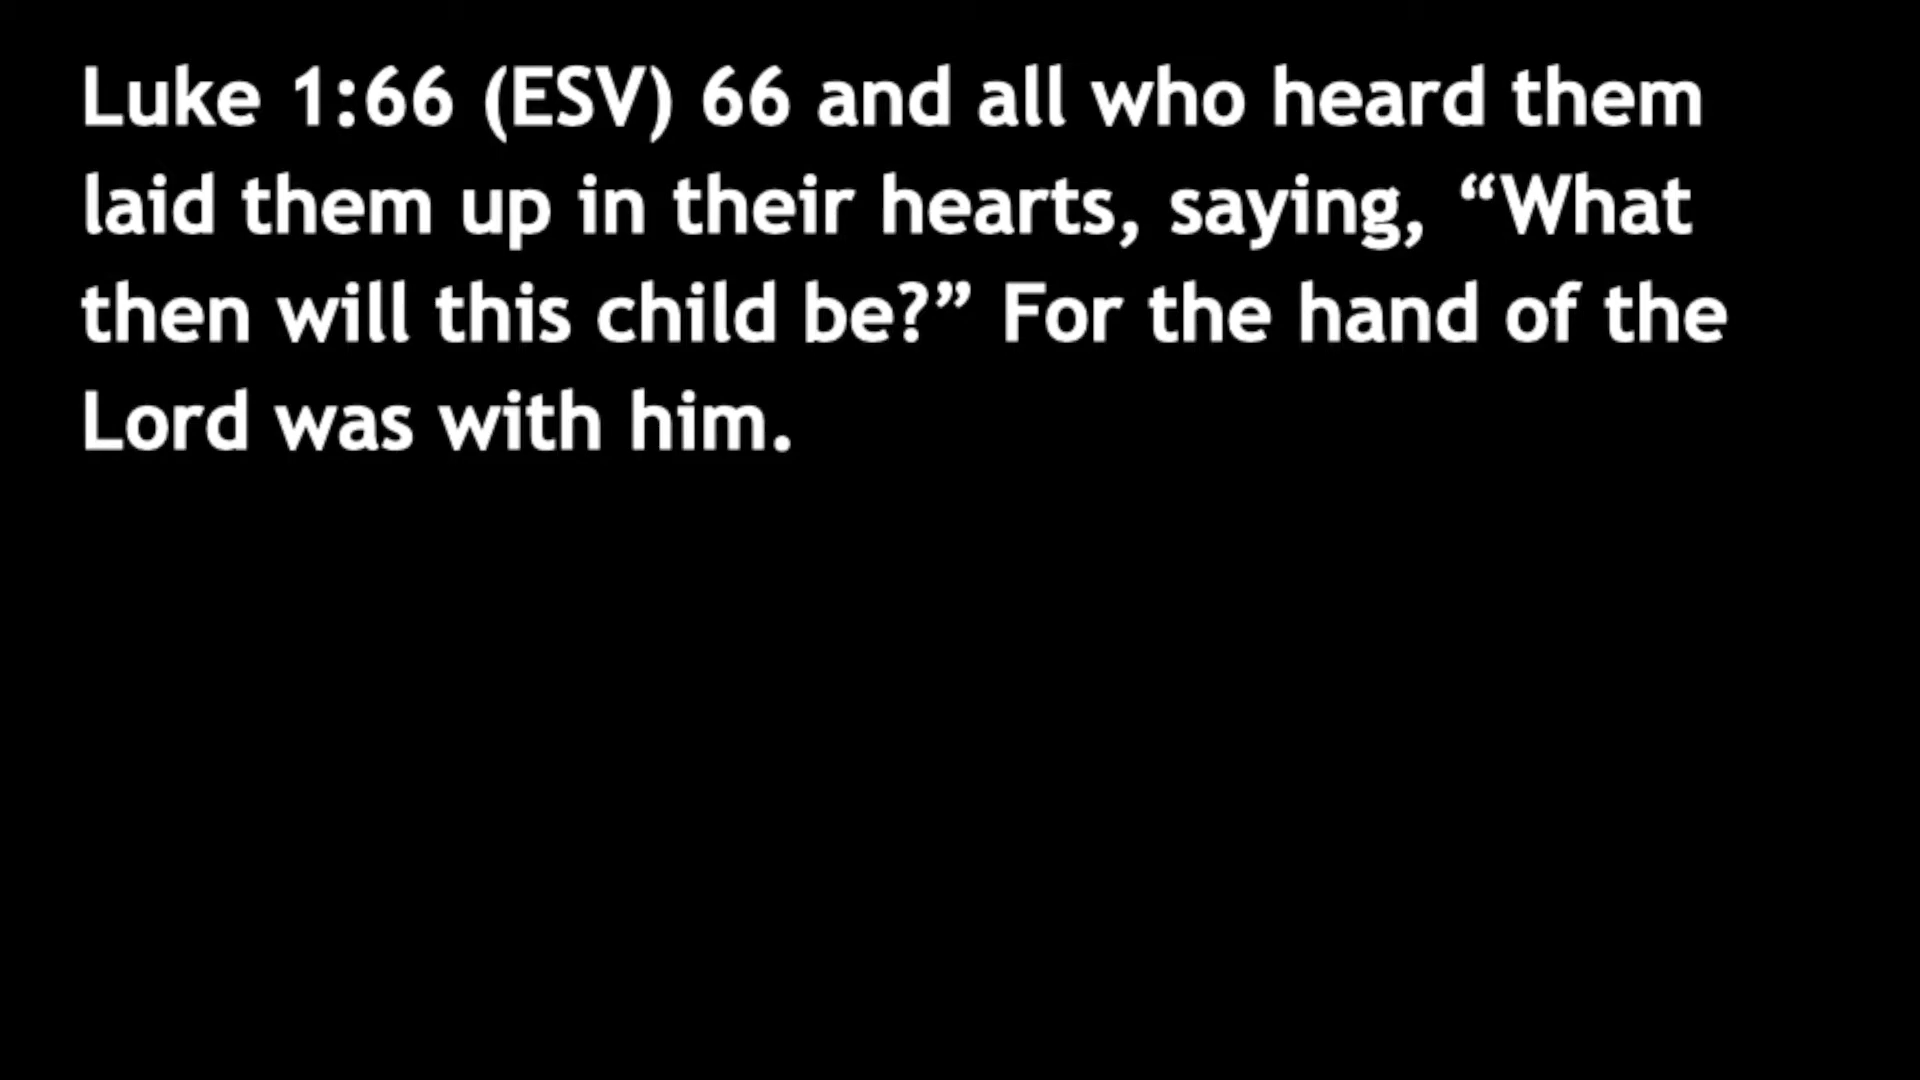 Luke 1:66 (ESV) 66 and all who heard them
laid them up in their hearts, saying, “What
then will this child be?” For the hand of the
Lord was with him.